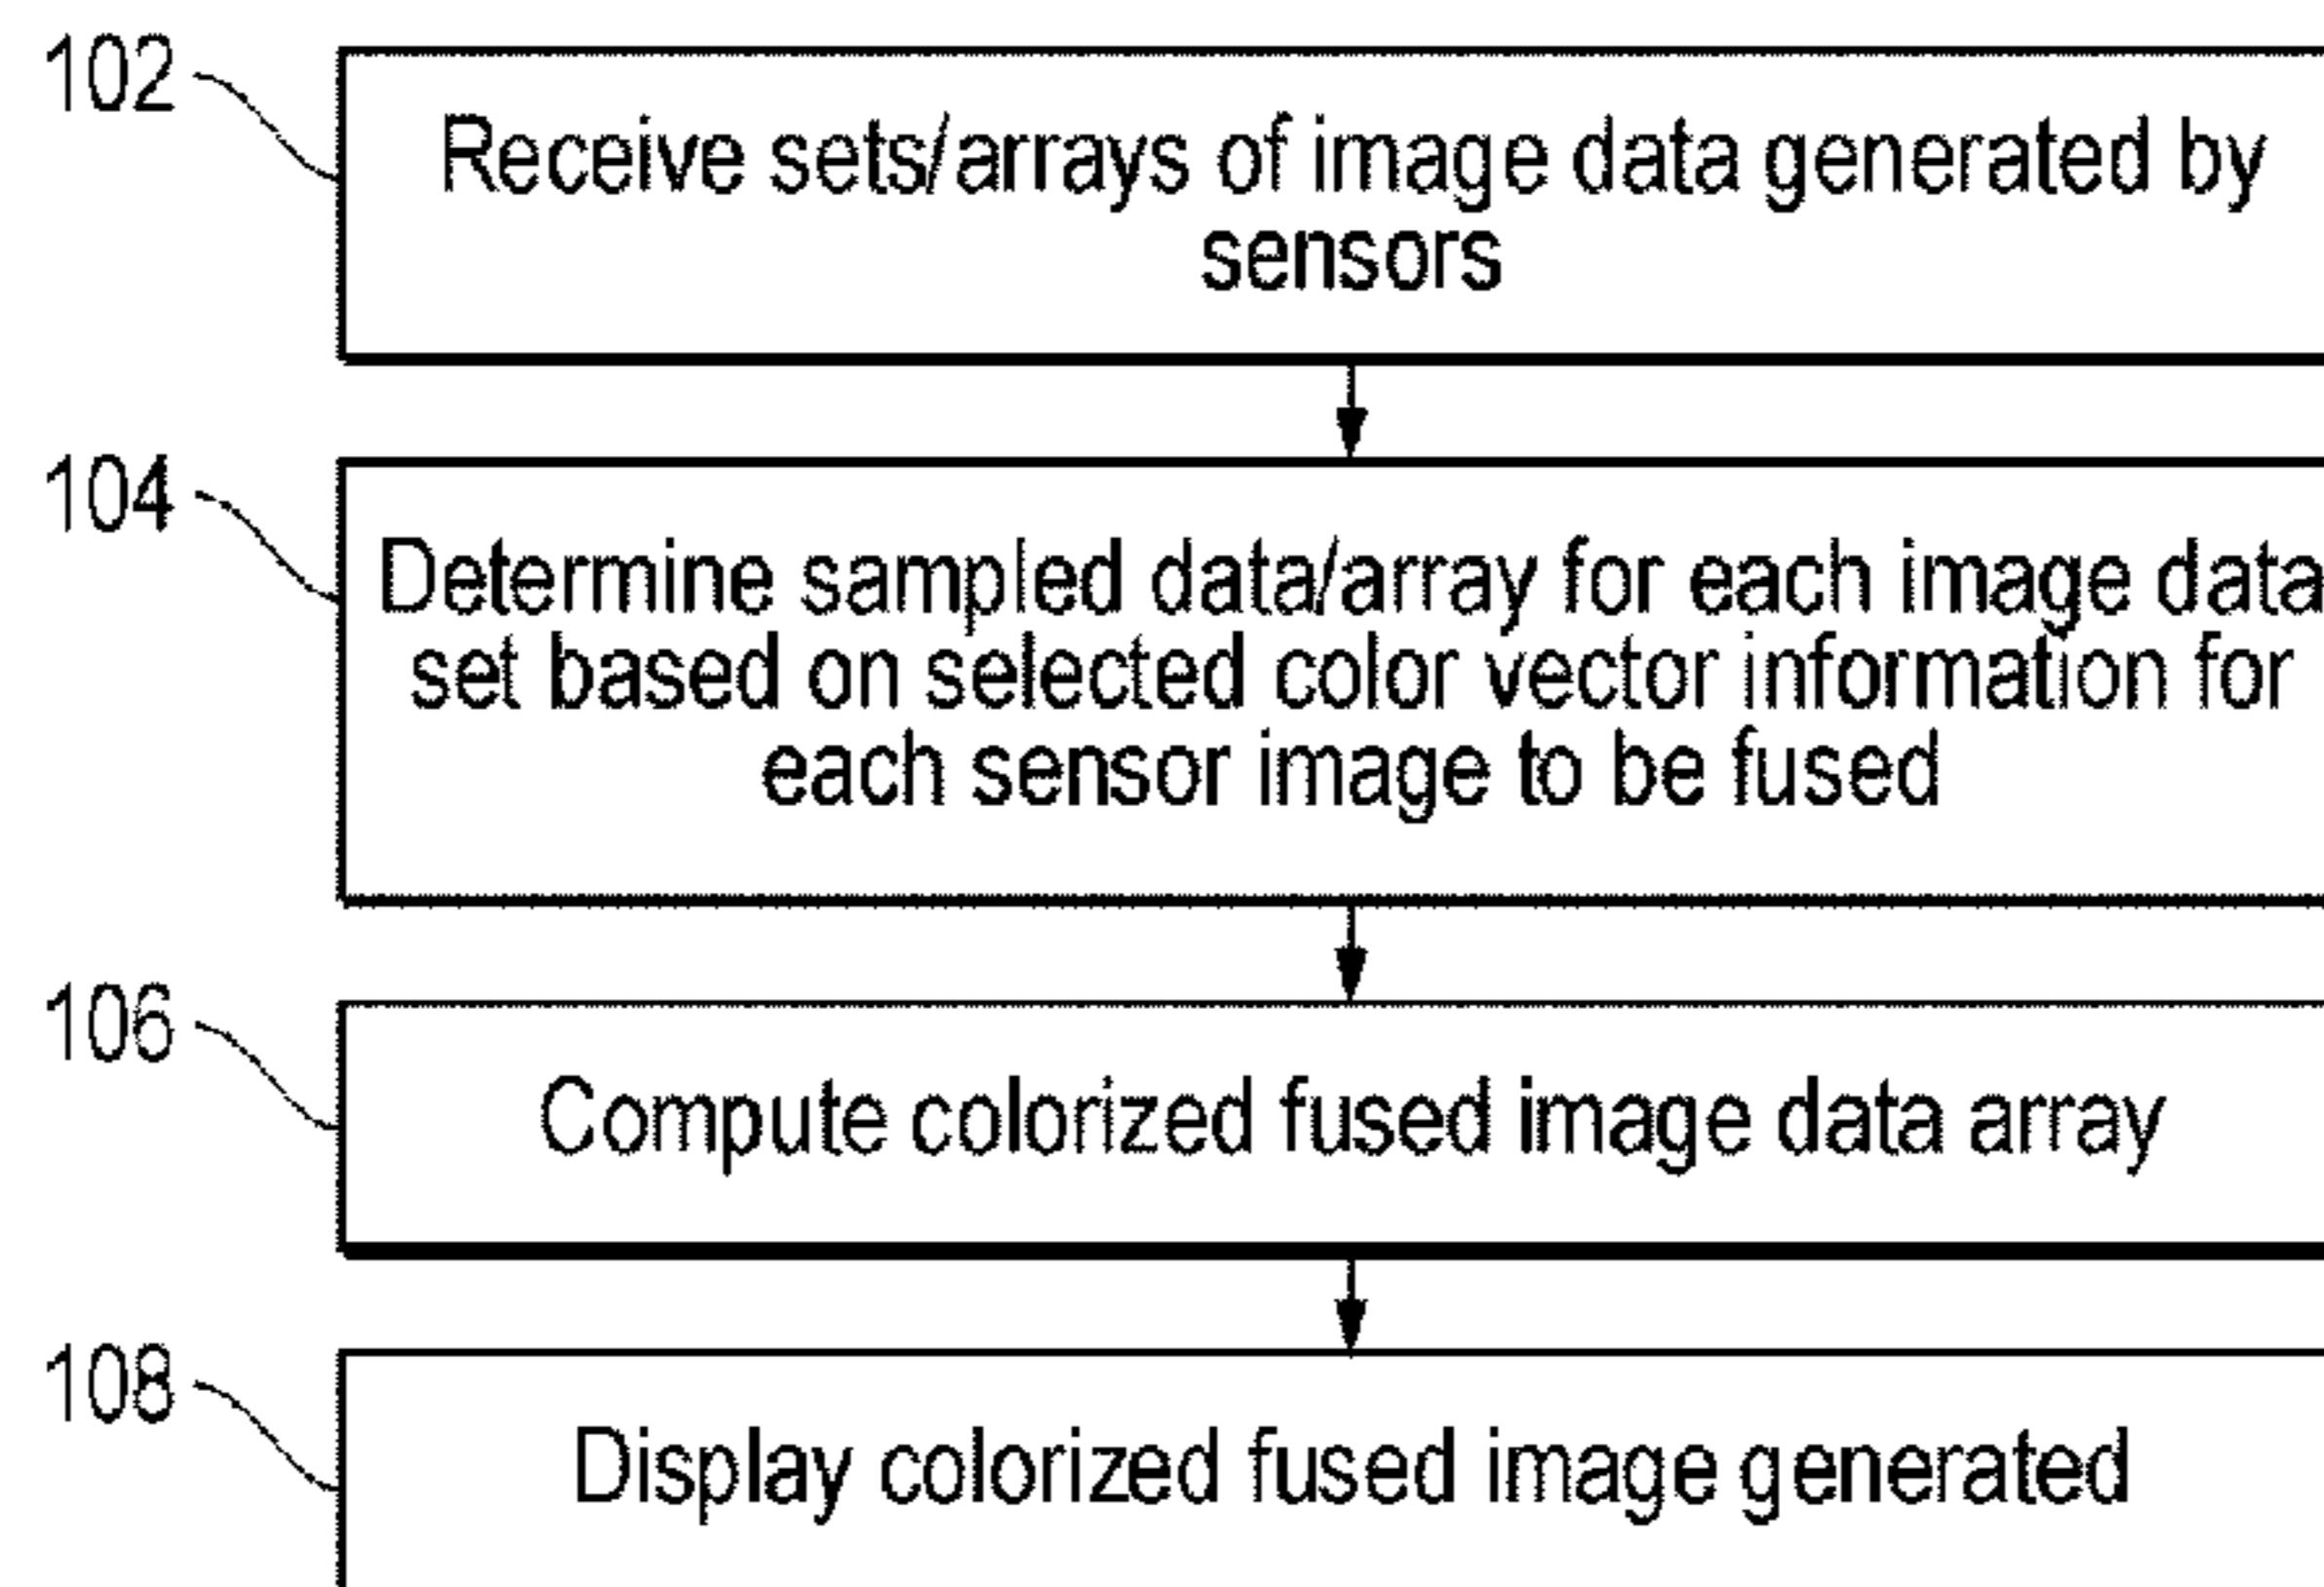 102
Receive sets/arrays of image data generated by
sensors
104
Determine sampled data/array for each image data
set based on selected color vector information for
each sensor image to be fused
106
Compute colorized fused image data array
108
Display colorized fused image generated